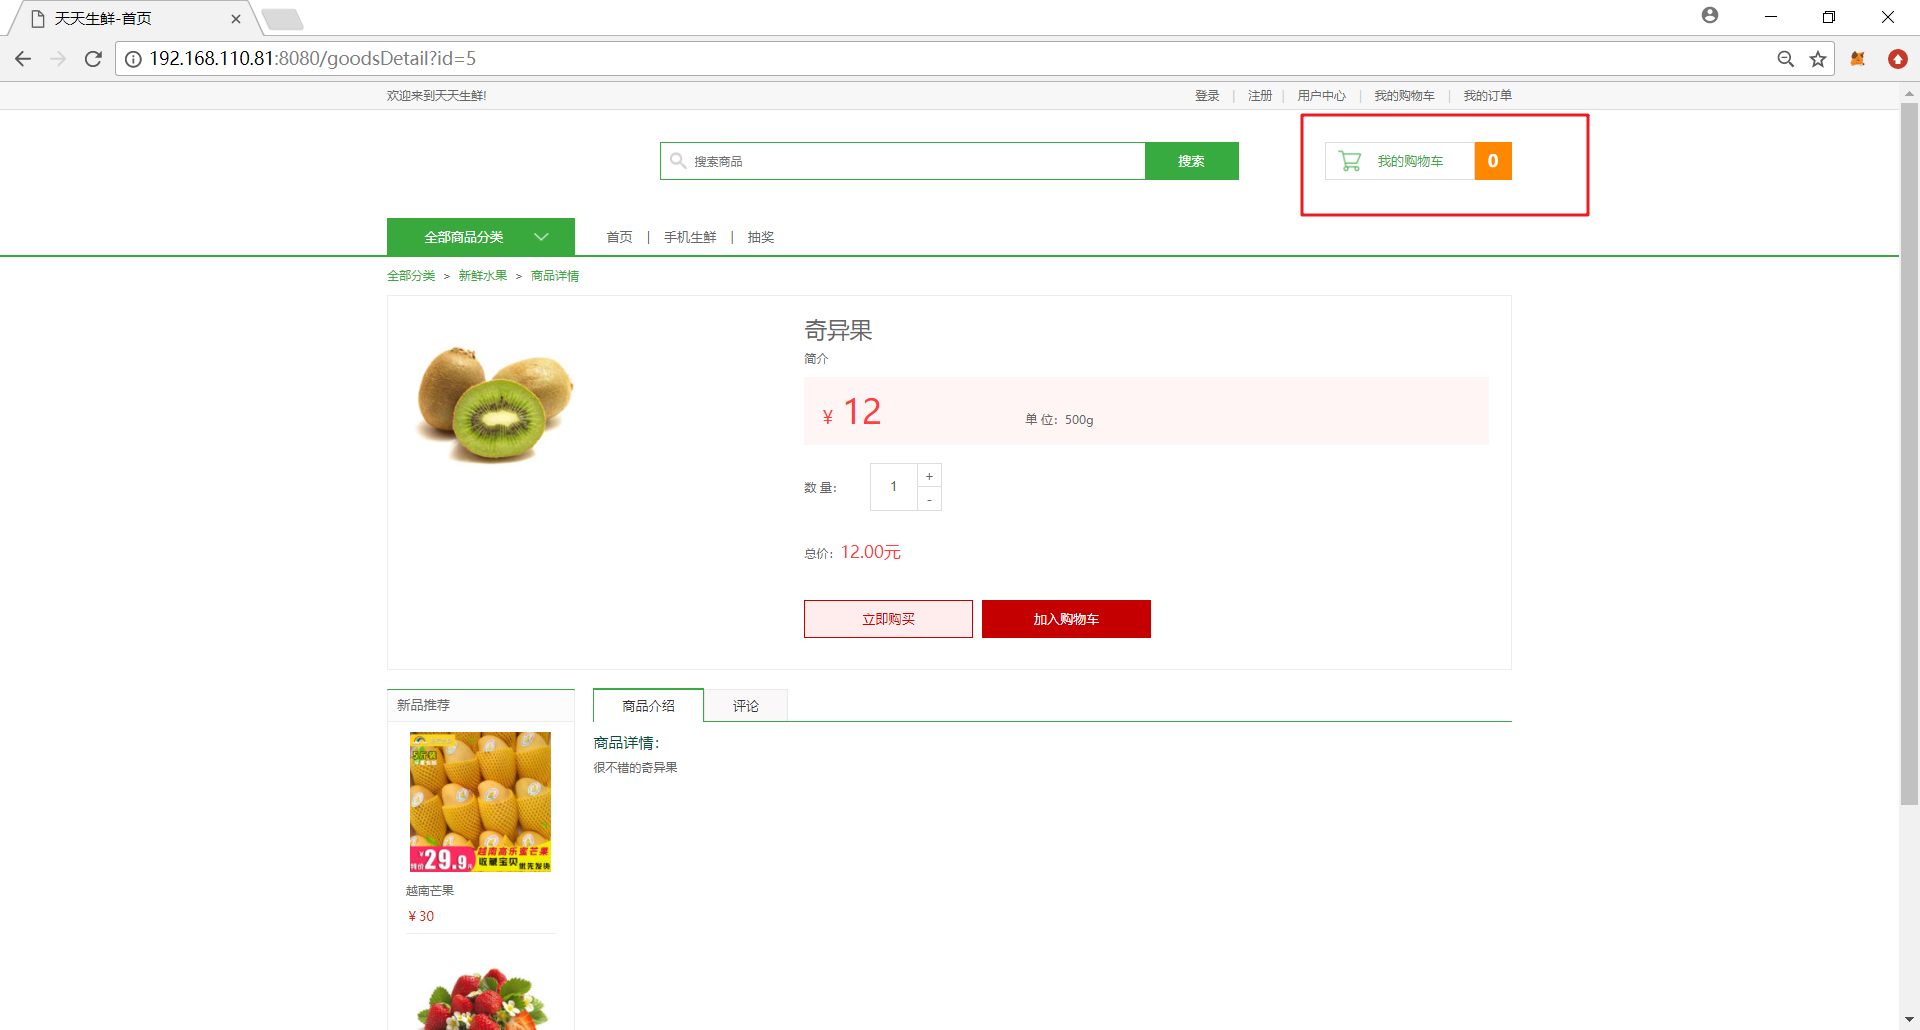 天天生鲜-首页
192.168.110.81:8080/goodsDetail?id=5
欢迎来到天天生鲜!
登录 | 注册 | 用户中心 | 我的购物车 | 我的订单
搜索商品 搜索
我的购物车 0
全部商品分类 首页 | 手机生鲜 | 抽奖
全部分类 > 新鲜水果 > 商品详情
奇异果
简介
¥ 12 单 位：500g
数 量： 1 + -
总价：12.00元
立即购买 加入购物车
新品推荐
商品介绍 评论
商品详情：
很不错的奇异果
特价 ¥29.9元
越南高乐蜜芒果
收藏宝贝 优先发货
越南芒果
¥ 30